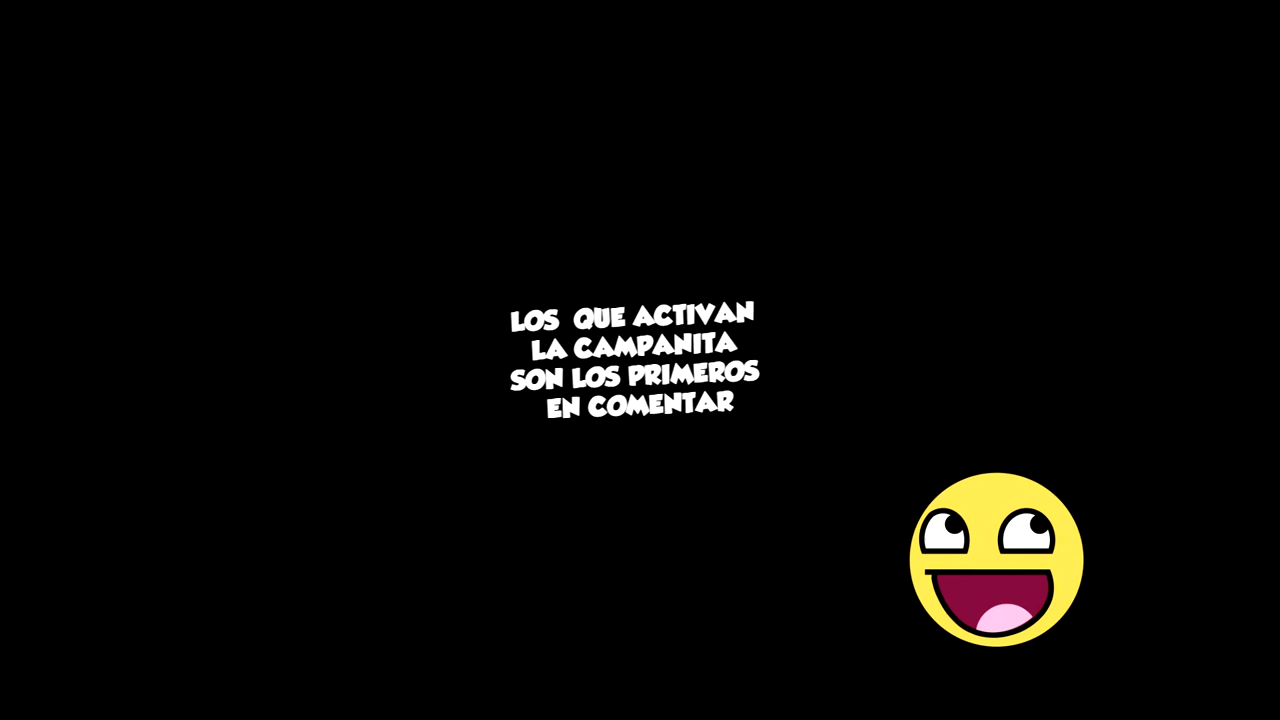 LOS QUE ACTIVAN
LA CAMPANITA
SON LOS PRIMEROS
EN COMENTAR